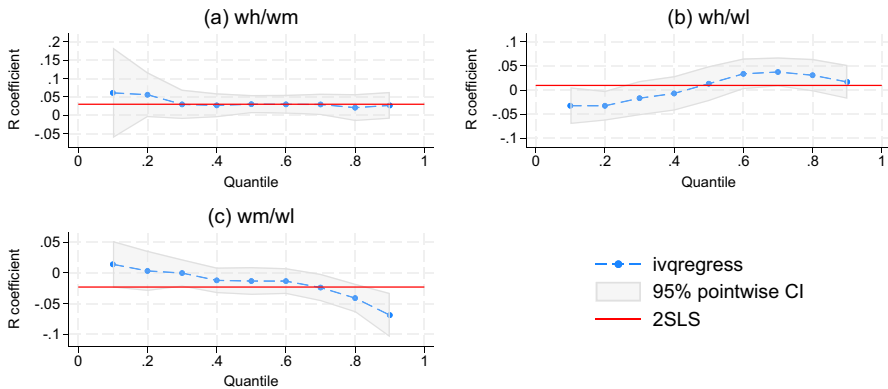 (a) wh/wm
R coefficient
.2
.15
.1
.05
0
-.05
0 .2 .4 .6 .8 1
Quantile
(b) wh/wl
R coefficient
.1
.05
0
-.05
-.1
0 .2 .4 .6 .8 1
Quantile
(c) wm/wl
R coefficient
.05
0
-.05
-.1
0 .2 .4 .6 .8 1
Quantile
ivqregress
95% pointwise CI
2SLS